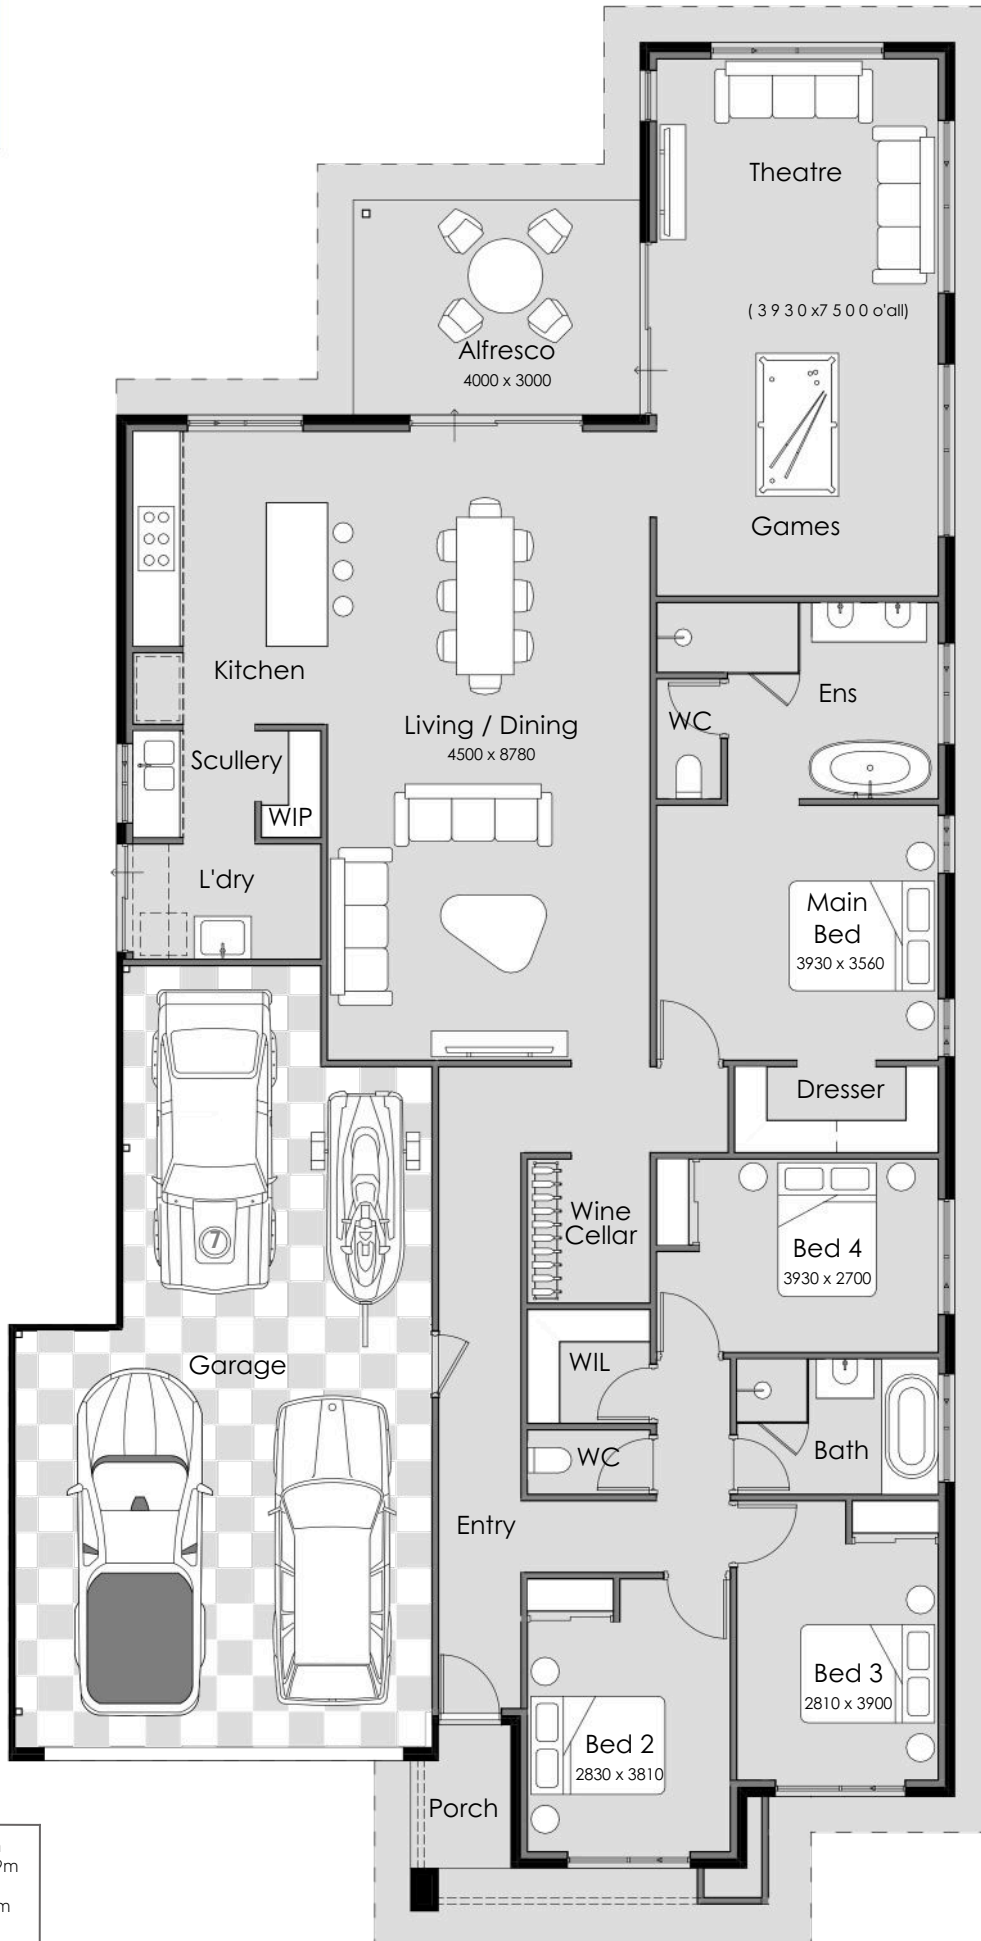 Theatre
( 3 9 3 0 x7 5 0 0 o'all)
Alfresco
4000 x 3000
Games
Kitchen
Ens
WC
Living / Dining
4500 x 8780
Scullery
WIP
L'dry
Main
Bed
3930 x 3560
Dresser
Wine
Cellar
Bed 4
3930 x 2700
7
Garage
WIL
WC
Bath
Entry
Bed 3
2810 x 3900
Bed 2
2830 x 3810
Porch
m